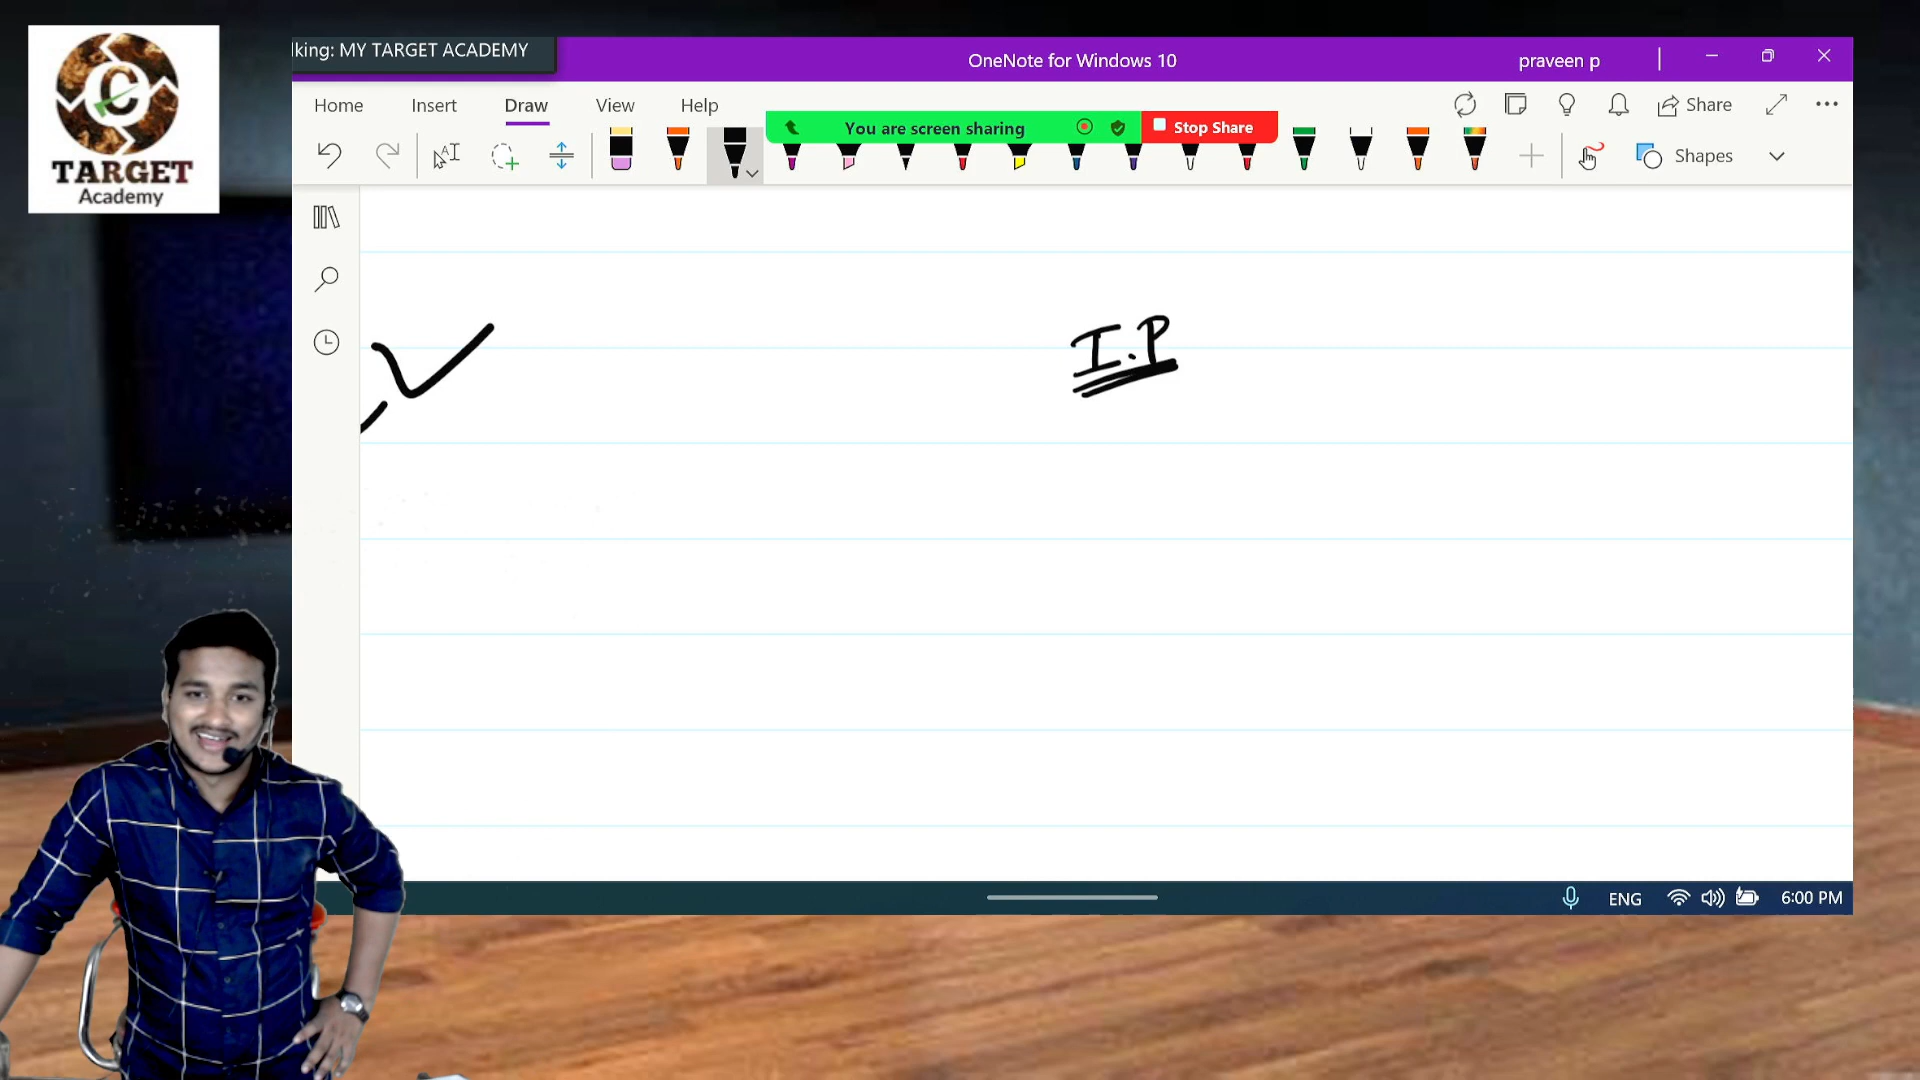 TARGET
Academy
lking: MY TARGET ACADEMY
OneNote for Windows 10
praveen p
Home Insert Draw View Help
You are screen sharing
Stop Share
Share
Shapes
I.P
ENG
6:00 PM